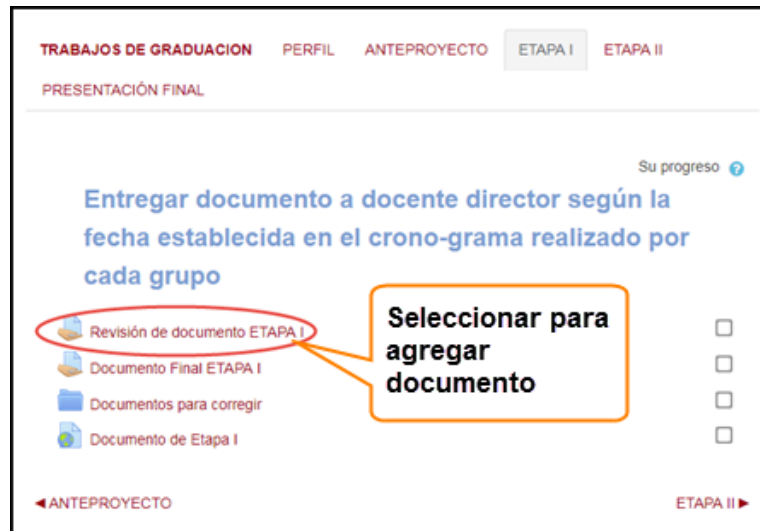 TRABAJOS DE GRADUACION PERFIL ANTEPROYECTO ETAPA I ETAPA II
PRESENTACIÓN FINAL
Su progreso
Entregar documento a docente director según la
fecha establecida en el crono-grama realizado por
cada grupo
Revisión de documento ETAPA I
Documento Final ETAPA I
Documentos para corregir
Documento de Etapa I
Seleccionar para
agregar
documento
◄ANTEPROYECTO
ETAPA II►